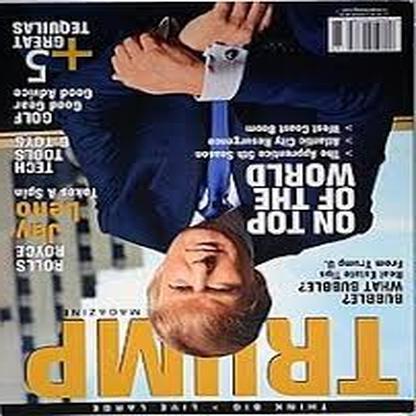 THINK BIG > LIVE LARGE
TRUMP
MAGAZINE
BUBBLE?
WHAT BUBBLE?
Real Estate Tips
From Trump U.
ROLLS
ROYCE
Jay
Leno
Takes A Spin
ON TOP
OF THE
WORLD
> The Apprentice 5th Season
> Atlantic City Resurgence
> West Coast Boom
TECH
TOOLS
& TOYS
GOLF
Good Gear
Good Advice
+ 5
GREAT
TEQUILAS